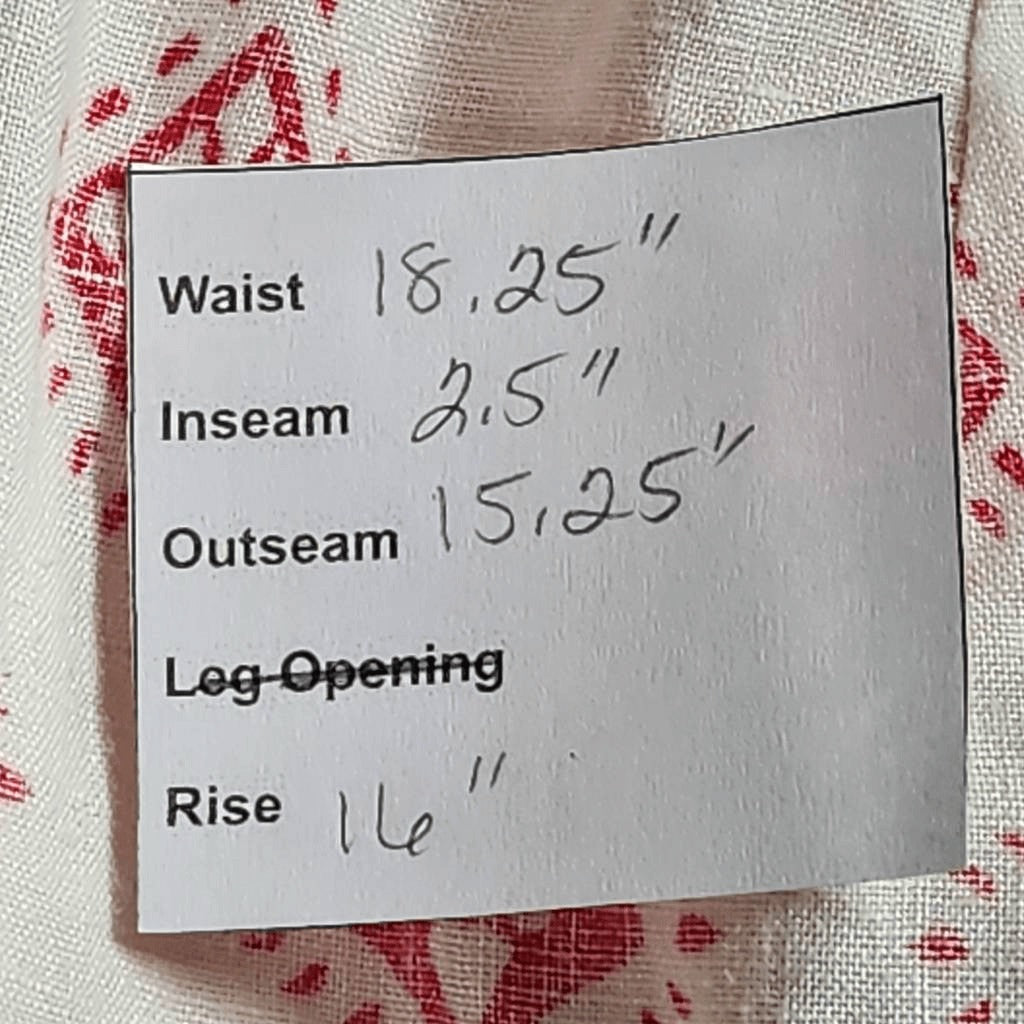 Waist 18.25"
Inseam 2.5"
Outseam 15.25"
Leg Opening
Rise 16"